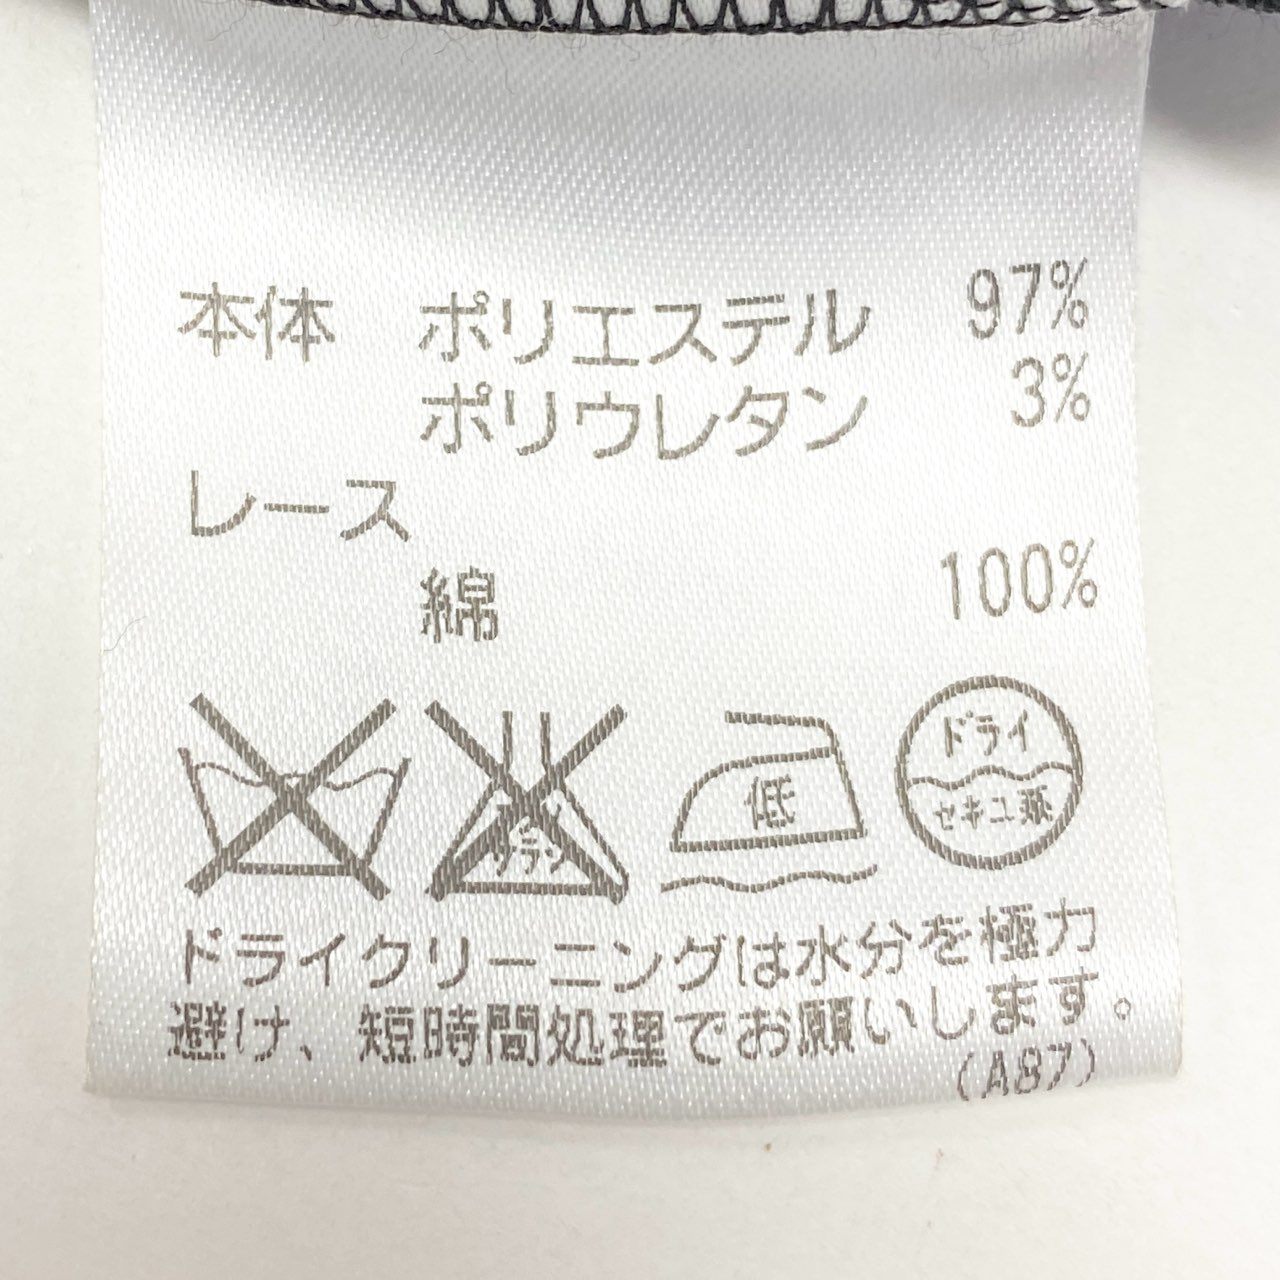 本体 ポリエステル 97%
ポリウレタン 3%
レース
綿 100%
エンソ サラシ
低
ドライ
セキユ系
ドライクリーニングは水分を極力
避け、短時間処理でお願いします。
(A87)